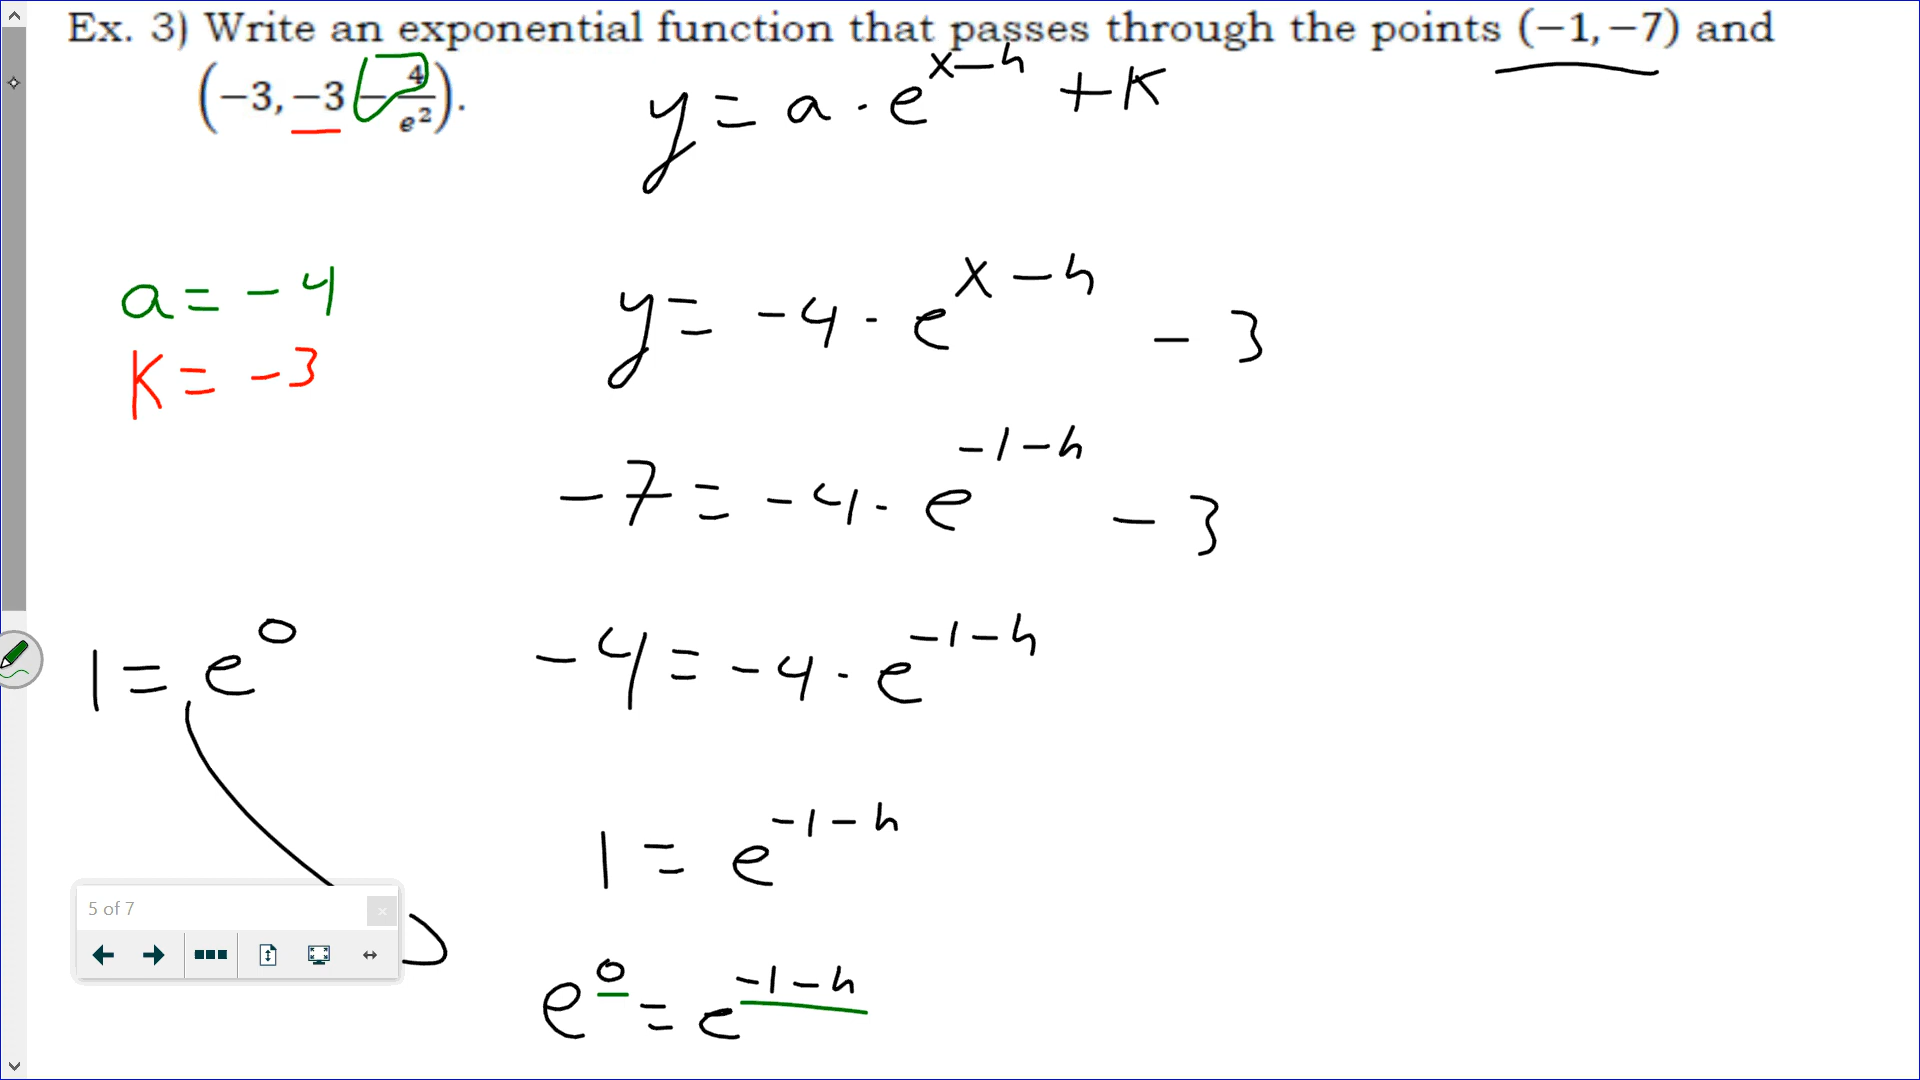 Ex. 3) Write an exponential function that passes through the points (−1, −7) and
(−3, −3 − 4/e²).
y = a · e^(x−h) + K
a = −4
K = −3
y = −4 · e^(x−h) − 3
−7 = −4 · e^(−1−h) − 3
1 = e^0
−4 = −4 · e^(−1−h)
1 = e^(−1−h)
5 of 7
e^0 = e^(−1−h)